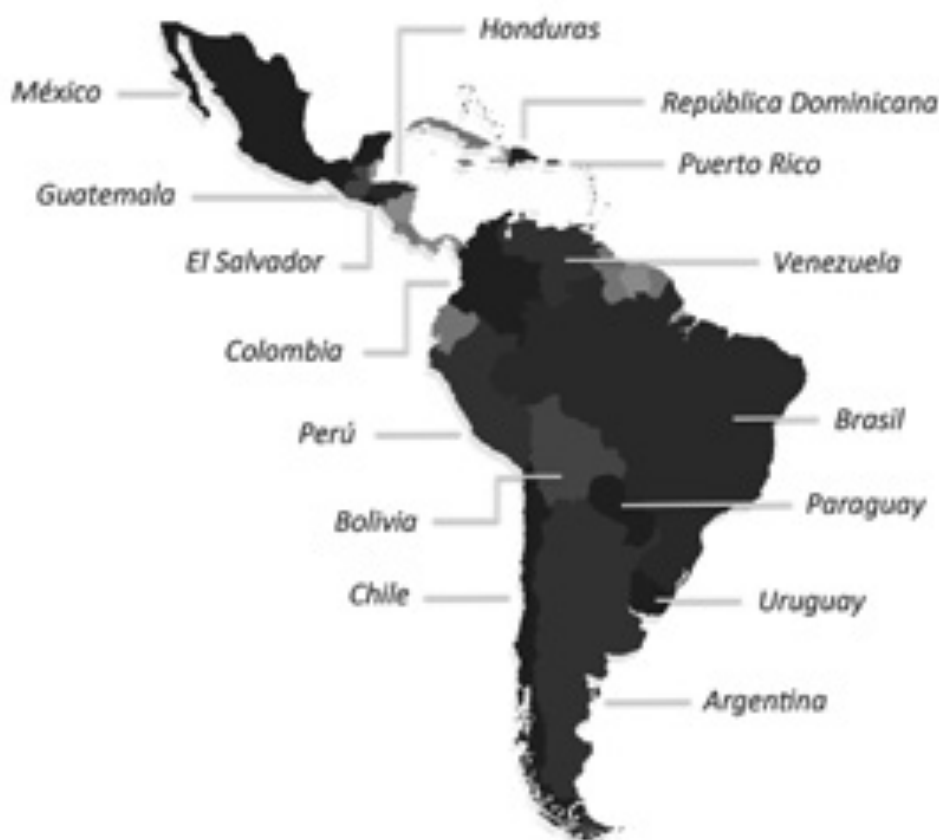 Honduras
México
República Dominicana
Puerto Rico
Guatemala
El Salvador
Venezuela
Colombia
Brasil
Perú
Paraguay
Bolivia
Chile
Uruguay
Argentina